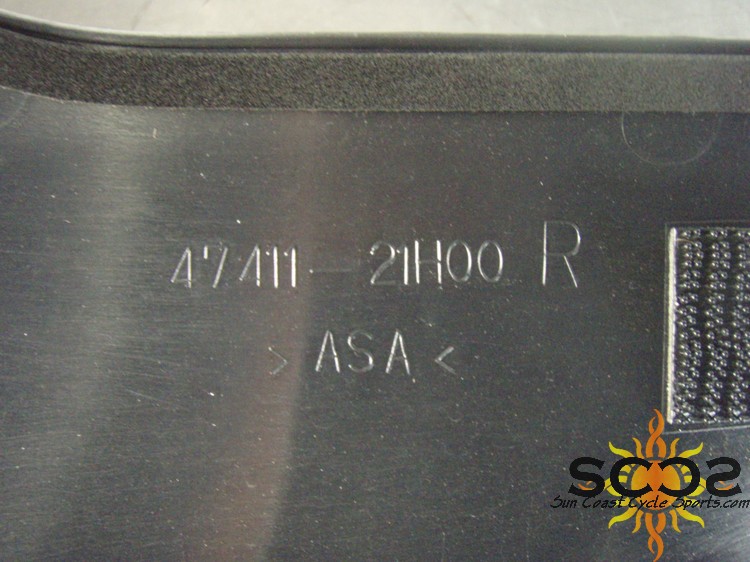 47411-21H00 R
>ASA<
SCCS
Sun Coast Cycle Sports.com